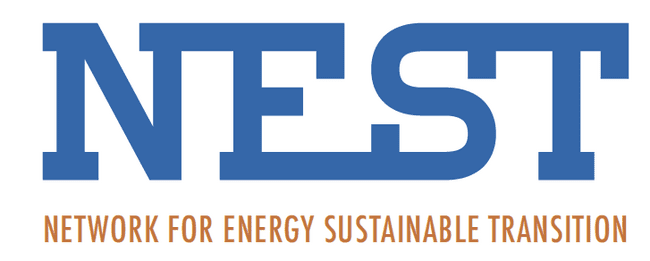 NEST
NETWORK FOR ENERGY SUSTAINABLE TRANSITION